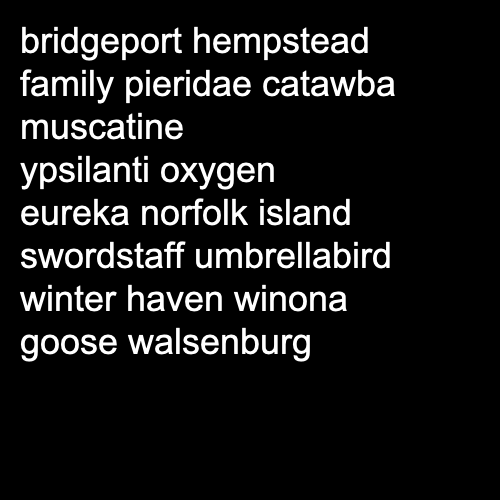 bridgeport hempstead
family pieridae catawba
muscatine
ypsilanti oxygen
eureka norfolk island
swordstaff umbrellabird
winter haven winona
goose walsenburg